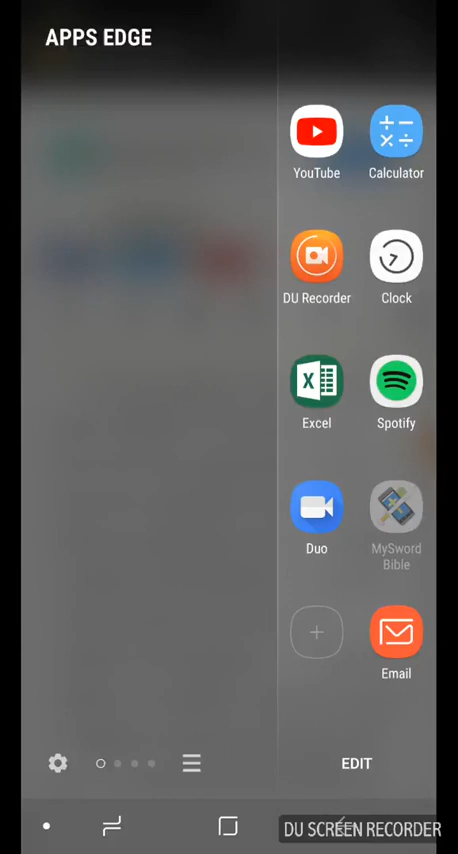 APPS EDGE
YouTube
Calculator
DU Recorder
Clock
Excel
Spotify
Duo
MySword
Bible
Email
EDIT
DU SCREEN RECORDER